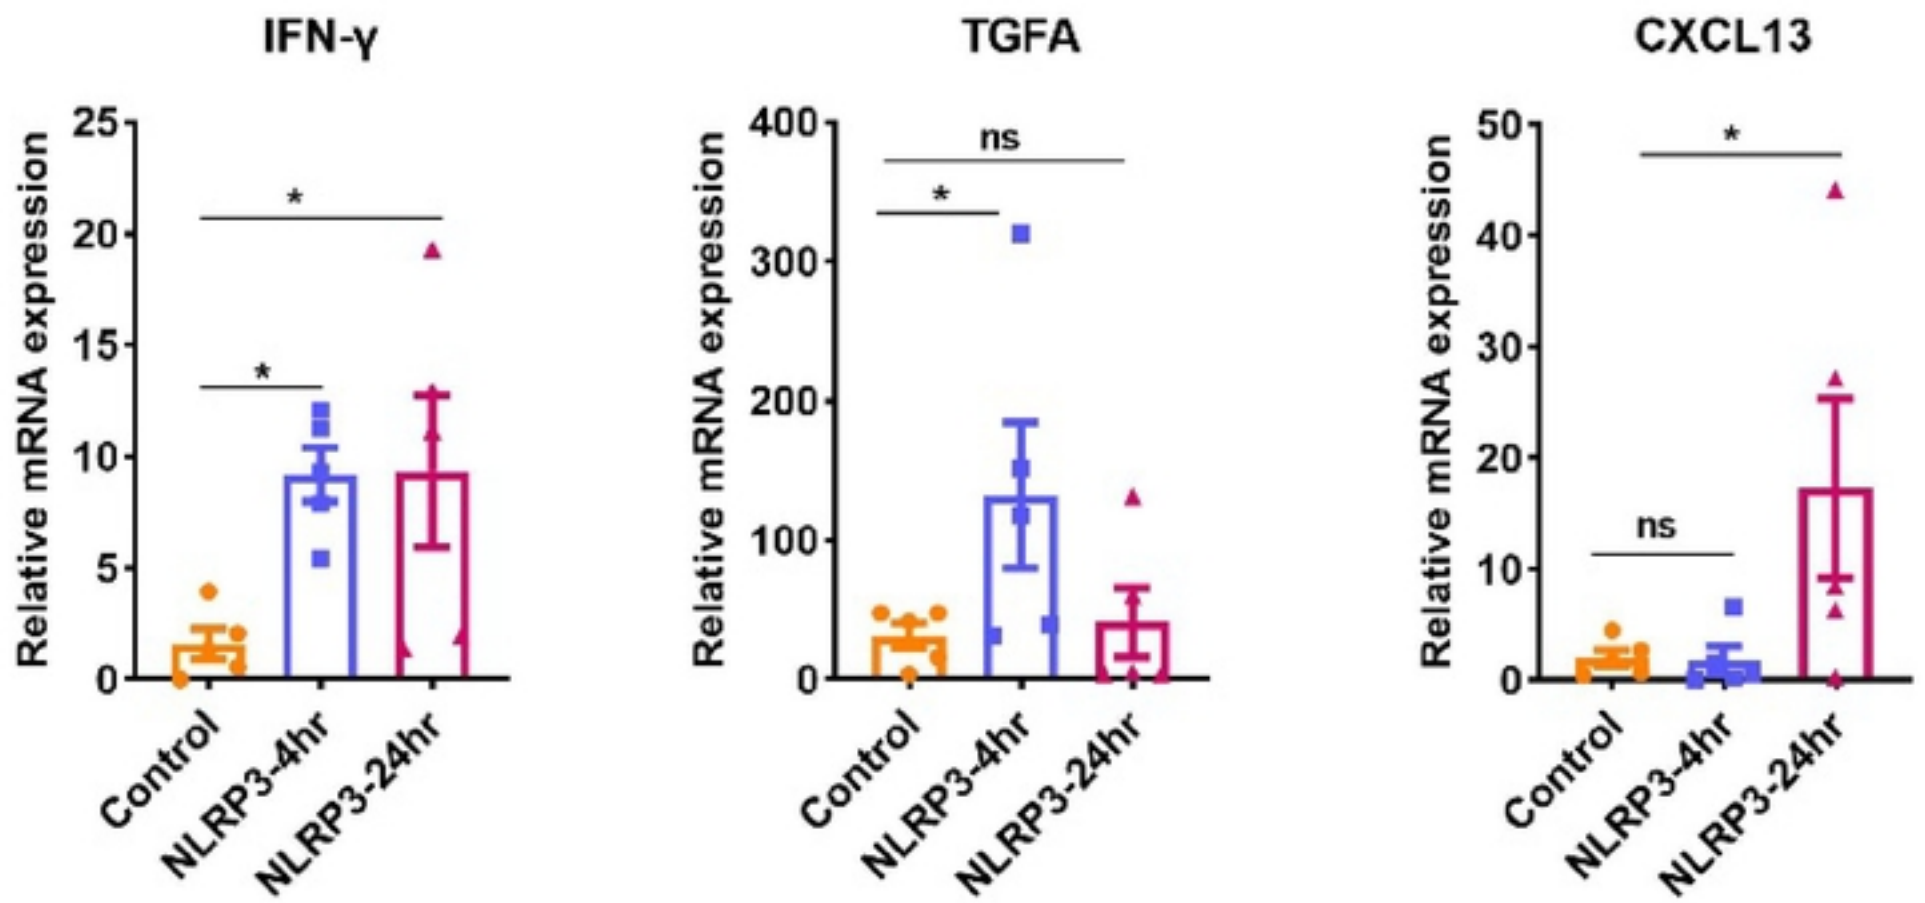 IFN-γ
Relative mRNA expression
25
20
15
10
5
0
*
*
Control
NLRP3-4hr
NLRP3-24hr
TGFA
Relative mRNA expression
400
300
200
100
0
ns
*
Control
NLRP3-4hr
NLRP3-24hr
CXCL13
Relative mRNA expression
50
40
30
20
10
0
*
ns
Control
NLRP3-4hr
NLRP3-24hr